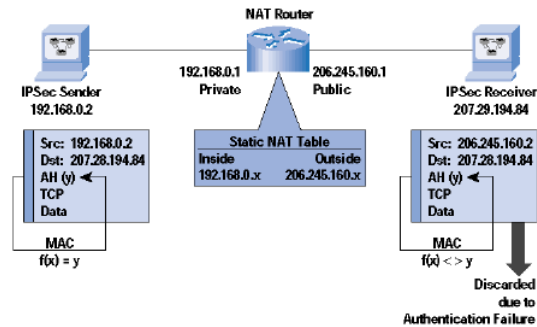 NAT Router
192.168.0.1
Private
206.245.160.1
Public
IPSec Sender
192.168.0.2
IPSec Receiver
207.29.194.84
Static NAT Table
Inside Outside
192.168.0.x 206.245.160.x
Src: 192.168.0.2
Dst: 207.28.194.84
AH (y)
TCP
Data
MAC
f(x) = y
Src: 206.245.160.2
Dst: 207.28.194.84
AH (y)
TCP
Data
MAC
f(x) < > y
Discarded
due to
Authentication Failure